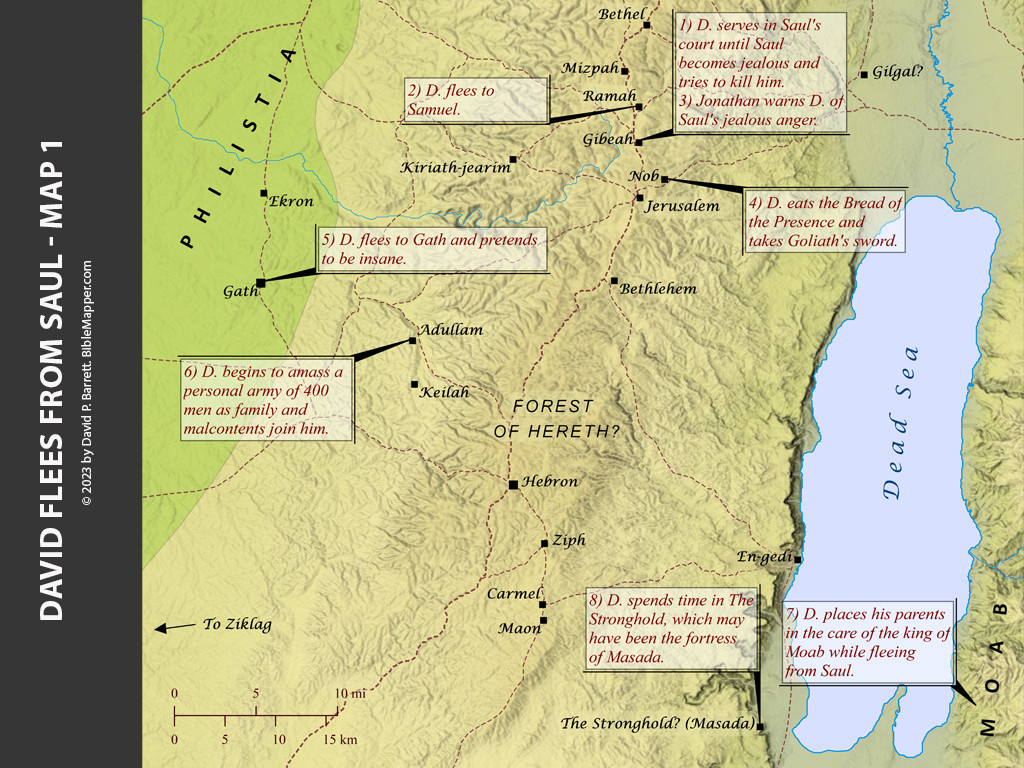 DAVID FLEES FROM SAUL - MAP 1
© 2023 by David P. Barrett. BibleMapper.com
Bethel
1) D. serves in Saul's
court until Saul
becomes jealous and
tries to kill him.
3) Jonathan warns D. of
Saul's jealous anger.
Mizpah
Gilgal?
2) D. flees to
Samuel.
Ramah
Gibeah
Kiriath-jearim
Nob
Jerusalem
4) D. eats the Bread of
the Presence and
takes Goliath's sword.
PHILISTIA
Ekron
5) D. flees to Gath and pretends
to be insane.
Gath
Bethlehem
Adullam
6) D. begins to amass a
personal army of 400
men as family and
malcontents join him.
Keilah
FOREST
OF HERETH?
Dead Sea
Hebron
Ziph
En-gedi
Carmel
Maon
8) D. spends time in The
Stronghold, which may
have been the fortress
of Masada.
7) D. places his parents
in the care of the king of
Moab while fleeing
from Saul.
MOAB
To Ziklag
0 5 10 mi
0 5 10 15 km
The Stronghold? (Masada)